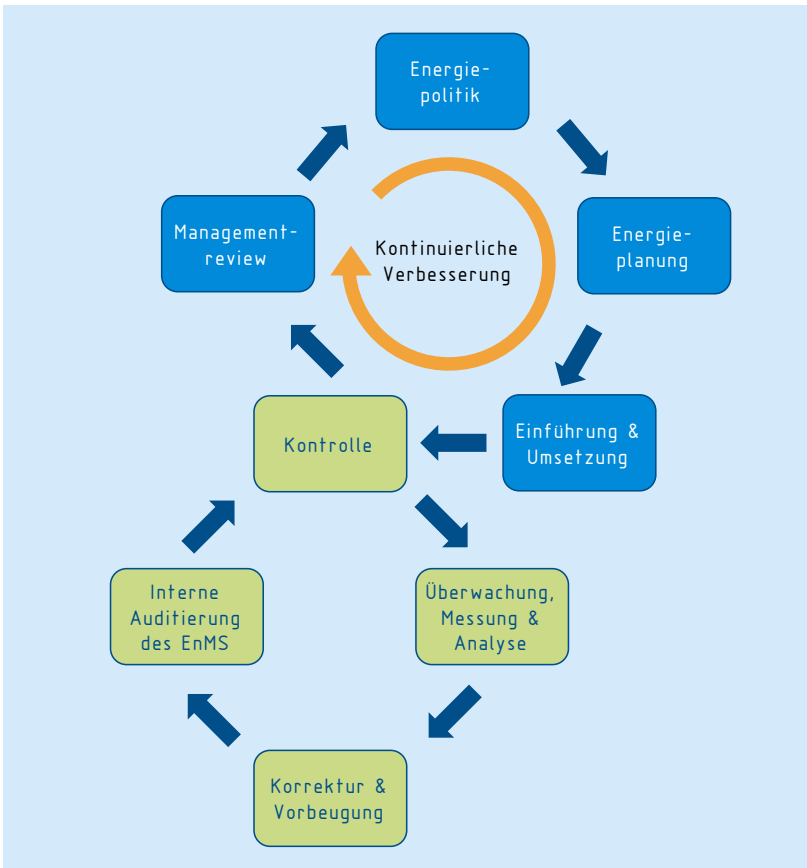 Energie-
politik
Management-
review
Kontinuierliche
Verbesserung
Energie-
planung
Kontrolle
Einführung &
Umsetzung
Interne
Auditierung
des EnMS
Überwachung,
Messung &
Analyse
Korrektur &
Vorbeugung